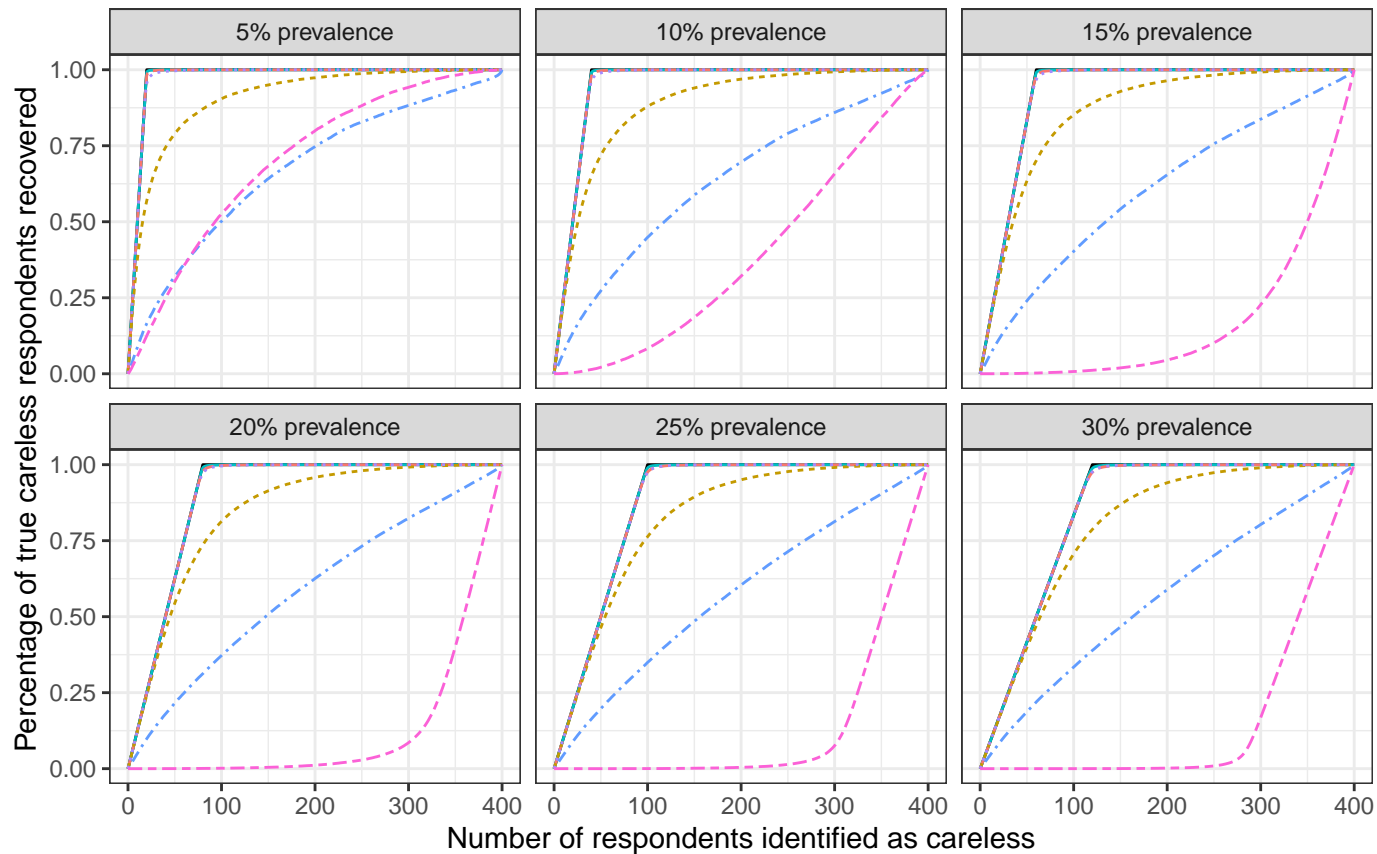 5% prevalence
10% prevalence
15% prevalence
1.00
0.75
0.50
0.25
0.00
20% prevalence
25% prevalence
30% prevalence
1.00
0.75
0.50
0.25
0.00
0 100 200 300 400
0 100 200 300 400
0 100 200 300 400
Number of respondents identified as careless
Percentage of true careless respondents recovered